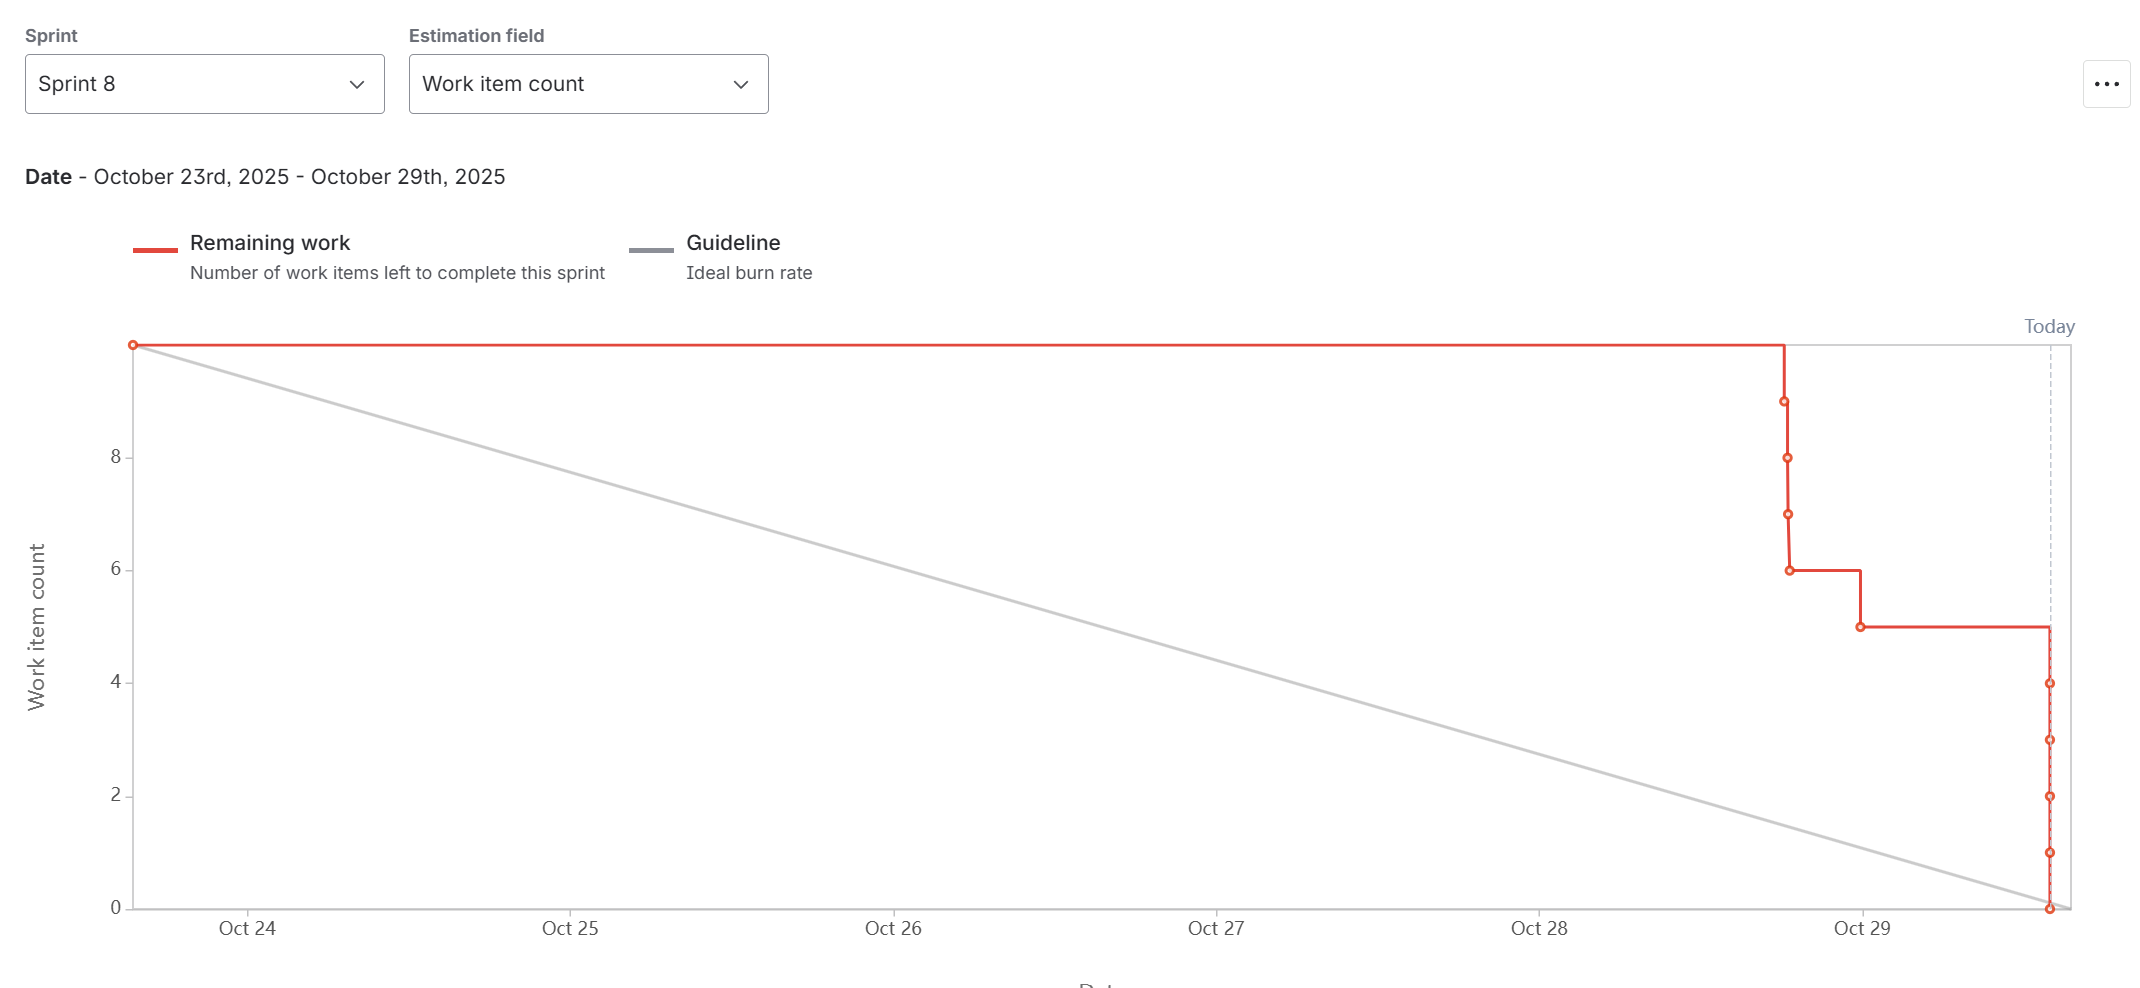 Sprint
Estimation field
Sprint 8
Work item count
Date - October 23rd, 2025 - October 29th, 2025
Remaining work
Number of work items left to complete this sprint
Guideline
Ideal burn rate
Today
8
6
4
2
0
Work item count
Oct 24
Oct 25
Oct 26
Oct 27
Oct 28
Oct 29